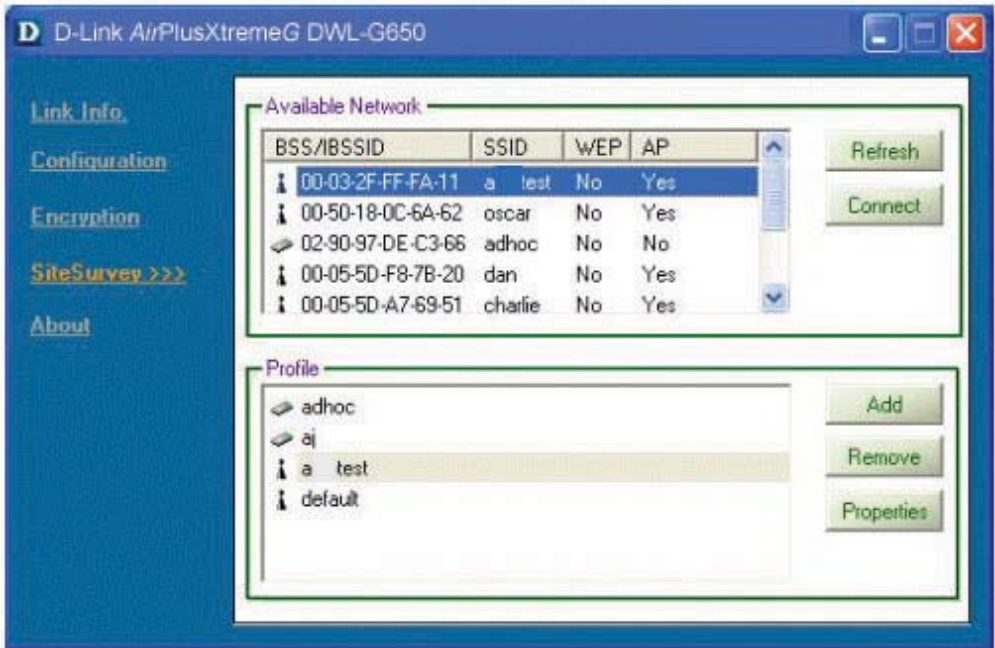 D D-Link AirPlusXtremeG DWL-G650
Link Info.
Configuration
Encryption
SiteSurvey >>>
About
Available Network
BSS/IBSSID SSID WEP AP
00-03-2F-FF-FA-11 a test No Yes
00-50-18-0C-6A-62 oscar No Yes
02-90-97-DE-C3-66 adhoc No No
00-05-5D-F8-7B-20 dan No Yes
00-05-5D-A7-69-51 charlie No Yes
Refresh
Connect
Profile
adhoc
aj
a test
default
Add
Remove
Properties